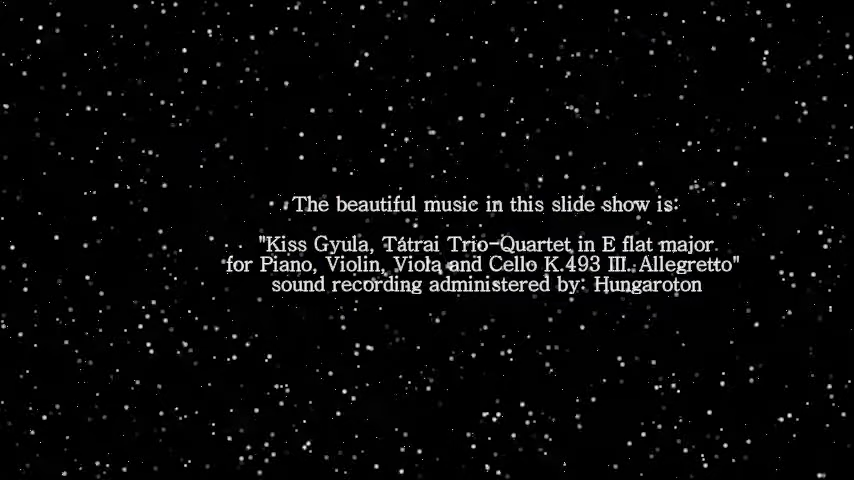 The beautiful music in this slide show is:
"Kiss Gyula, Tátrai Trio-Quartet in E flat major
for Piano, Violin, Viola and Cello K.493 III. Allegretto"
sound recording administered by: Hungaroton